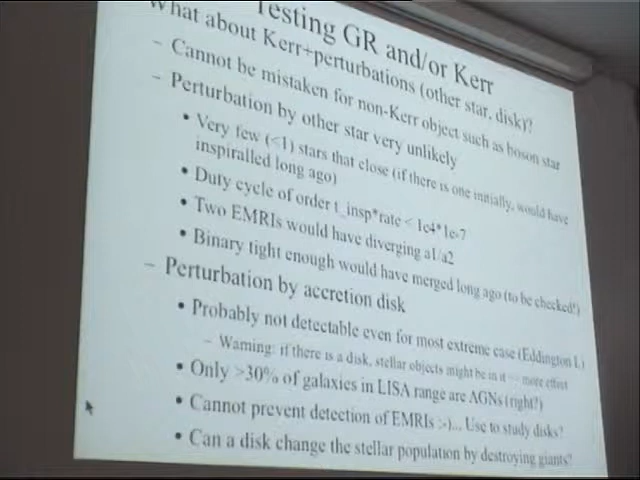 Testing GR and/or Kerr
What about Kerr+perturbations (other star, disk)?
– Cannot be mistaken for non-Kerr object such as boson star
– Perturbation by other star very unlikely
• Very few (<1) stars that close (if there is one initially, would have
inspiralled long ago)
• Duty cycle of order t_insp*rate < 1e4*1e-7
• Two EMRIs would have diverging a1/a2
• Binary tight enough would have merged long ago (to be checked!)
– Perturbation by accretion disk
• Probably not detectable even for most extreme case (Eddington L)
– Warning: if there is a disk, stellar objects might be in it – more effect
• Only >30% of galaxies in LISA range are AGNs (right?)
• Cannot prevent detection of EMRIs :-)... Use to study disks?
• Can a disk change the stellar population by destroying giants?